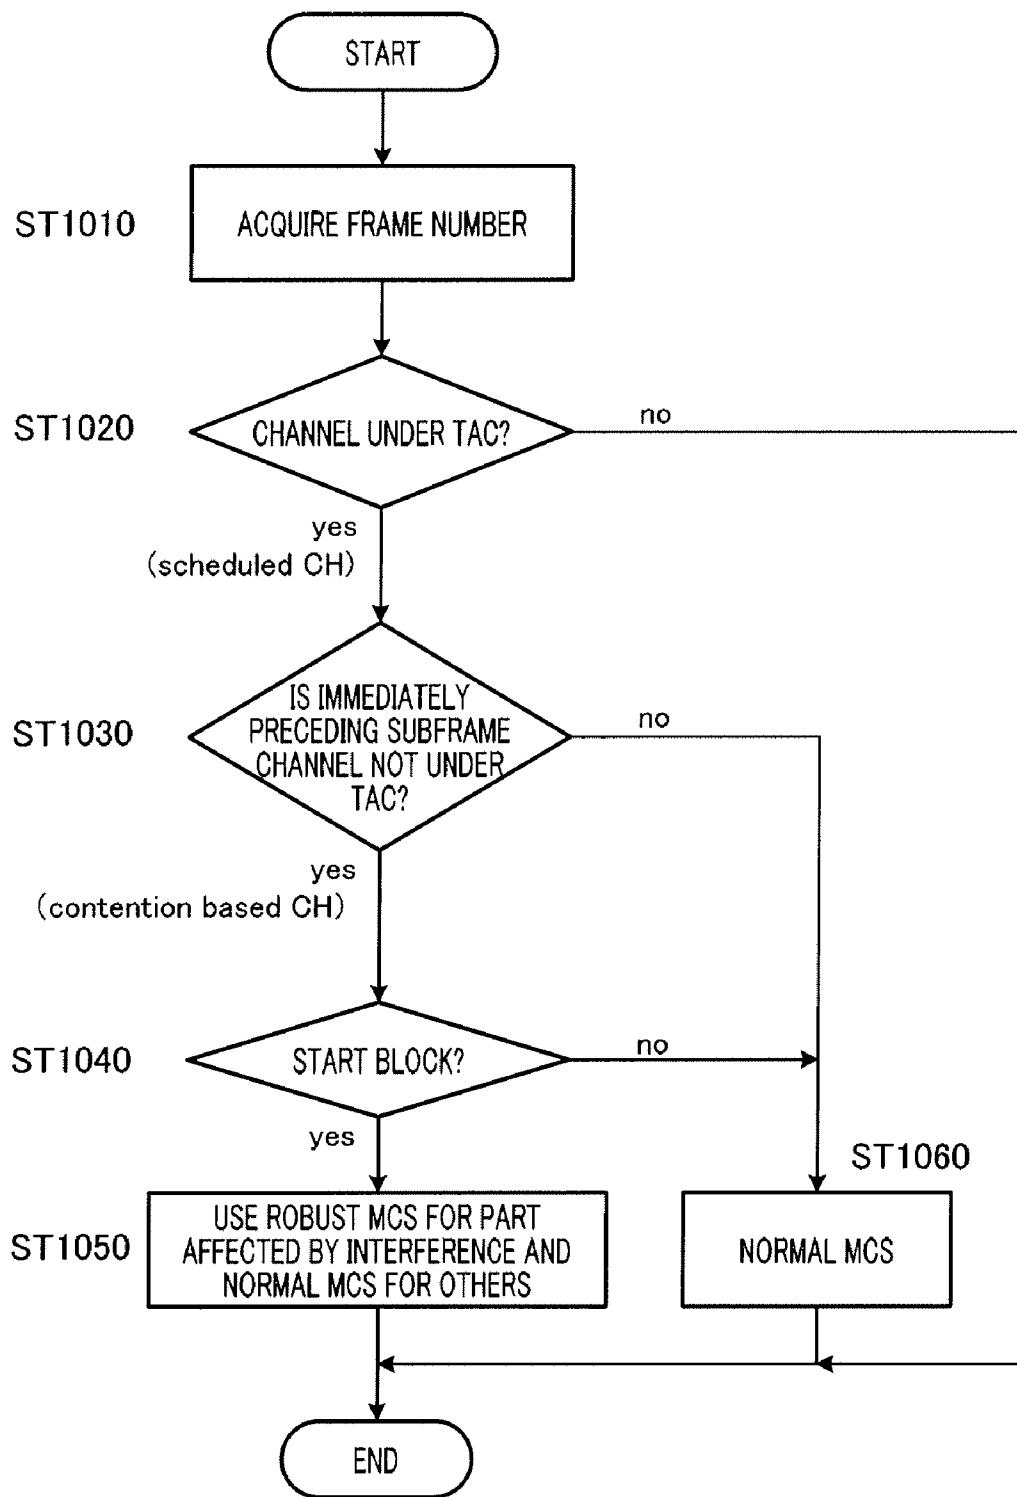 START
ST1010
ACQUIRE FRAME NUMBER
ST1020
CHANNEL UNDER TAC?
no
yes
(scheduled CH)
ST1030
IS IMMEDIATELY
PRECEDING SUBFRAME
CHANNEL NOT UNDER
TAC?
no
yes
(contention based CH)
ST1040
START BLOCK?
no
yes
ST1060
ST1050
USE ROBUST MCS FOR PART
AFFECTED BY INTERFERENCE AND
NORMAL MCS FOR OTHERS
NORMAL MCS
END